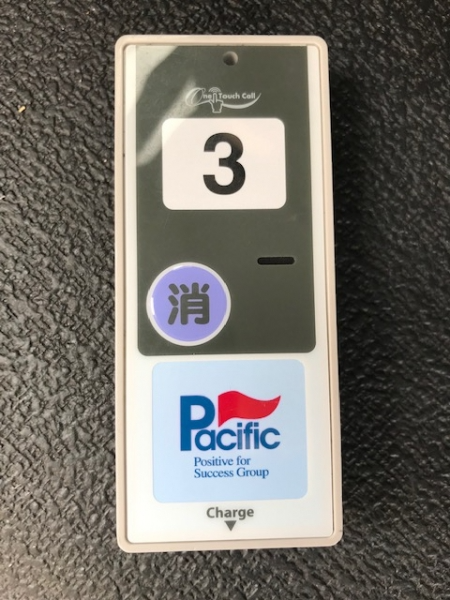 One Touch Call
3
消
Pacific
Positive for
Success Group
Charge